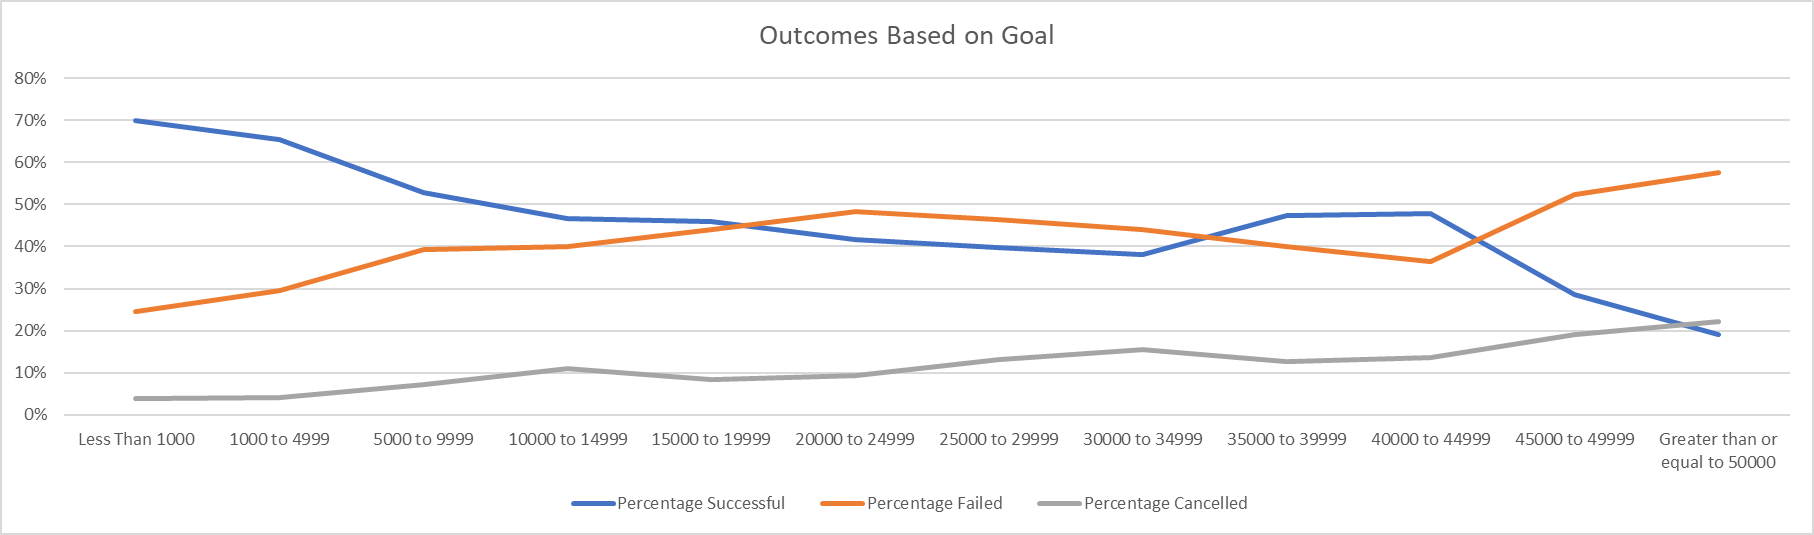 Outcomes Based on Goal
80%
70%
60%
50%
40%
30%
20%
10%
0%
Less Than 1000 1000 to 4999 5000 to 9999 10000 to 14999 15000 to 19999 20000 to 24999 25000 to 29999 30000 to 34999 35000 to 39999 40000 to 44999 45000 to 49999 Greater than or
equal to 50000
Percentage Successful Percentage Failed Percentage Cancelled